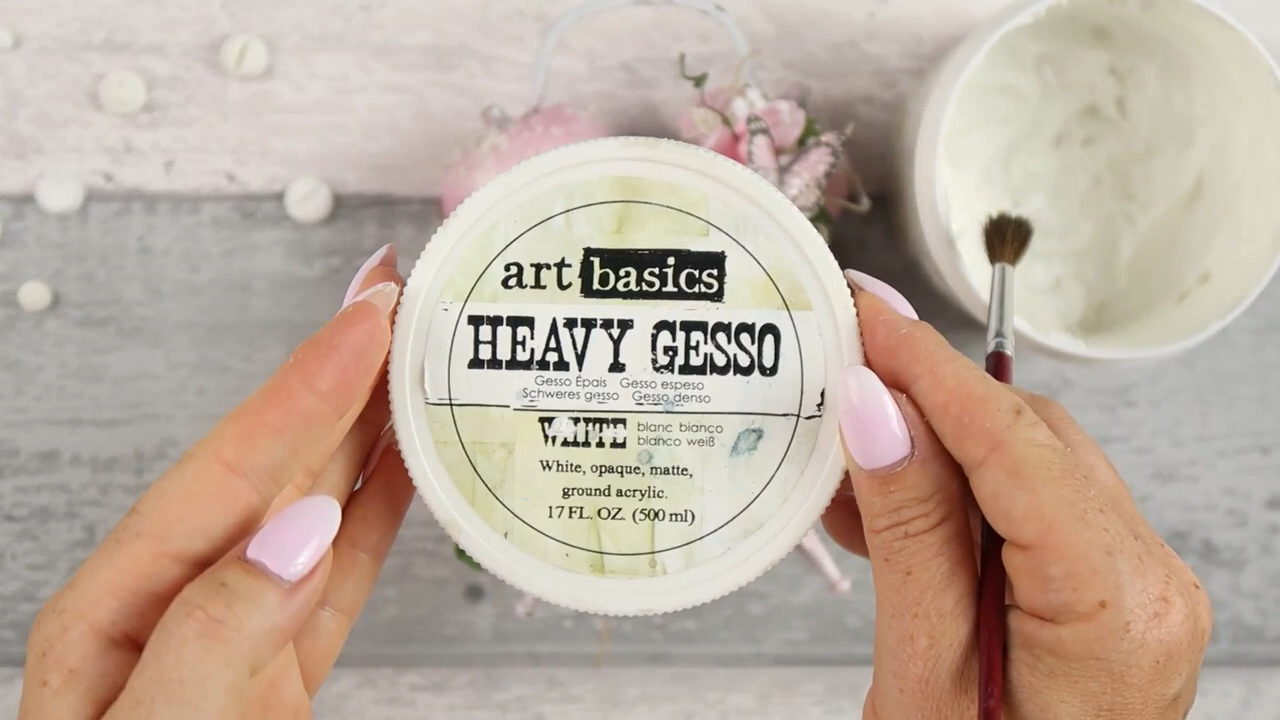 art basics
HEAVY GESSO
Gesso Épais Gesso espeso
Schweres gesso Gesso denso
WHITE blanc bianco
blanco weiß
White, opaque, matte,
ground acrylic.
17 FL. OZ. (500 ml)